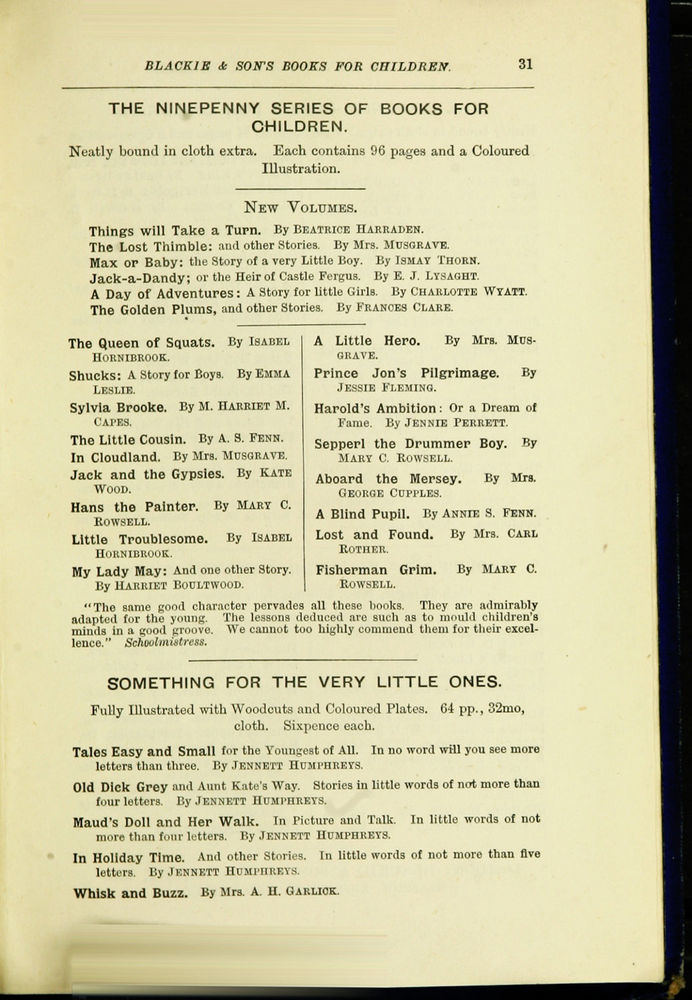 BLACKIE & SON'S BOOKS FOR CHILDREN. 31
THE NINEPENNY SERIES OF BOOKS FOR
CHILDREN.
Neatly bound in cloth extra. Each contains 96 pages and a Coloured
Illustration.
NEW VOLUMES.
Things will Take a Turn. By BEATRICE HARRADEN.
The Lost Thimble: and other Stories. By Mrs. MUSGRAVE.
Max or Baby: the Story of a very Little Boy. By ISMAY THORN.
Jack-a-Dandy; or the Heir of Castle Fergus. By E. J. LYSAGHT.
A Day of Adventures: A Story for little Girls. By CHARLOTTE WYATT.
The Golden Plums, and other Stories. By FRANCES CLARE.
The Queen of Squats. By ISABEL
HORNIBROOK.
Shucks: A Story for Boys. By EMMA
LESLIE.
Sylvia Brooke. By M. HARRIET M.
CAPES.
The Little Cousin. By A. S. FENN.
In Cloudland. By Mrs. MUSGRAVE.
Jack and the Gypsies. By KATE
WOOD.
Hans the Painter. By MARY C.
ROWSELL.
Little Troublesome. By ISABEL
HORNIBROOK.
My Lady May: And one other Story.
By HARRIET BOULTWOOD.
A Little Hero. By Mrs. MUS-
GRAVE.
Prince Jon's Pilgrimage. By
JESSIE FLEMING.
Harold's Ambition: Or a Dream of
Fame. By JENNIE PERRETT.
Sepperl the Drummer Boy. By
MARY C. ROWSELL.
Aboard the Mersey. By Mrs.
GEORGE CUPPLES.
A Blind Pupil. By ANNIE S. FENN.
Lost and Found. By Mrs. CARL
ROTHER.
Fisherman Grim. By MARY C.
ROWSELL.
"The same good character pervades all these books. They are admirably
adapted for the young. The lessons deduced are such as to mould children's
minds in a good groove. We cannot too highly commend them for their excel-
lence." Schoolmistress.
SOMETHING FOR THE VERY LITTLE ONES.
Fully Illustrated with Woodcuts and Coloured Plates. 64 pp., 32mo,
cloth. Sixpence each.
Tales Easy and Small for the Youngest of All. In no word will you see more
letters than three. By JENNETT HUMPHREYS.
Old Dick Grey and Aunt Kate's Way. Stories in little words of not more than
four letters. By JENNETT HUMPHREYS.
Maud's Doll and Her Walk. In Picture and Talk. In little words of not
more than four letters. By JENNETT HUMPHREYS.
In Holiday Time. And other Stories. In little words of not more than five
letters. By JENNETT HUMPHREYS.
Whisk and Buzz. By Mrs. A. H. GARLICK.